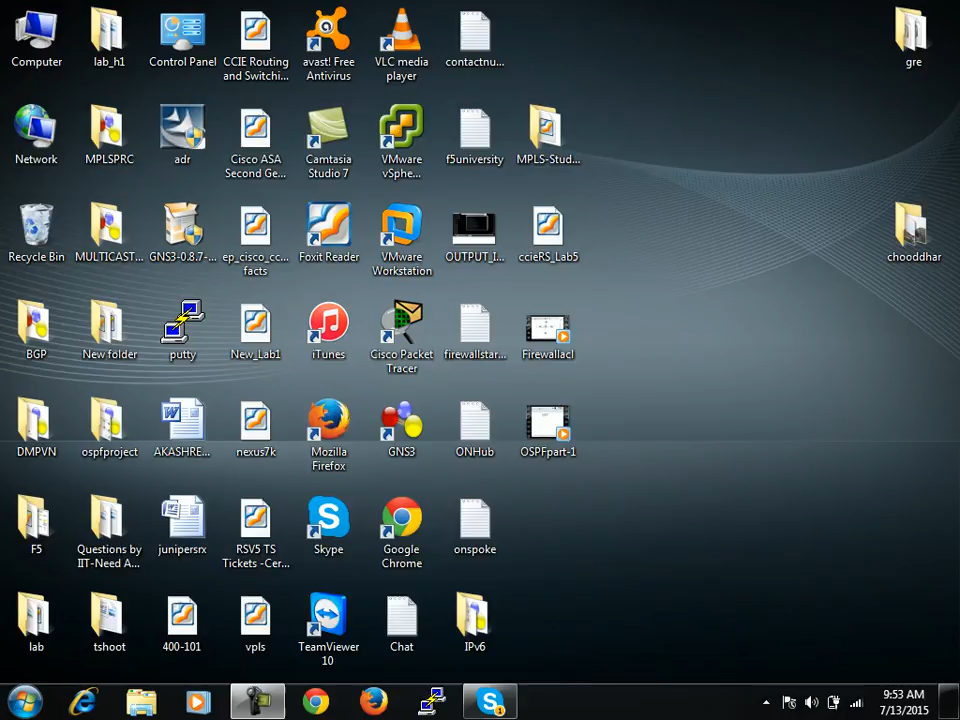 Computer
lab_h1
Control Panel
CCIE Routing
and Switchi...
avast! Free
Antivirus
VLC media
player
contactnu...
gre
Network
MPLSPRC
adr
Cisco ASA
Second Ge...
Camtasia
Studio 7
VMware
vSphe...
f5university
MPLS-Stud...
Recycle Bin
MULTICAST...
GNS3-0.8.7-...
ep_cisco_cc...
facts
Foxit Reader
VMware
Workstation
OUTPUT_I...
ccieRS_Lab5
chooddhar
BGP
New folder
putty
New_Lab1
iTunes
Cisco Packet
Tracer
firewallstar...
Firewallacl
DMPVN
ospfproject
AKASHRE...
nexus7k
Mozilla
Firefox
GNS3
ONHub
OSPFpart-1
F5
Questions by
IIT-Need A...
junipersrx
RSV5 TS
Tickets -Cer...
Skype
Google
Chrome
onspoke
lab
tshoot
400-101
vpls
TeamViewer
10
Chat
IPv6
9:53 AM
7/13/2015